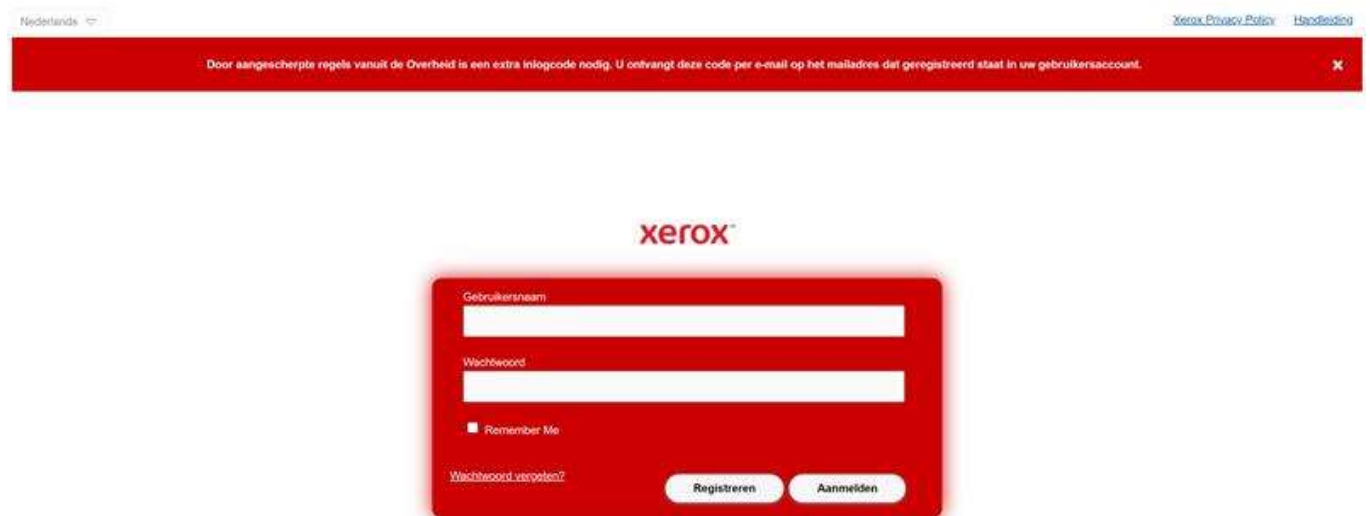 Nederlands
Xerox Privacy Policy Handleiding
Door aangescherpte regels vanuit de Overheid is een extra inlogcode nodig. U ontvangt deze code per e-mail op het mailadres dat geregistreerd staat in uw gebruikersaccount.
xerox™
Gebruikersnaam
Wachtwoord
Remember Me
Wachtwoord vergeten?
Registreren
Aanmelden